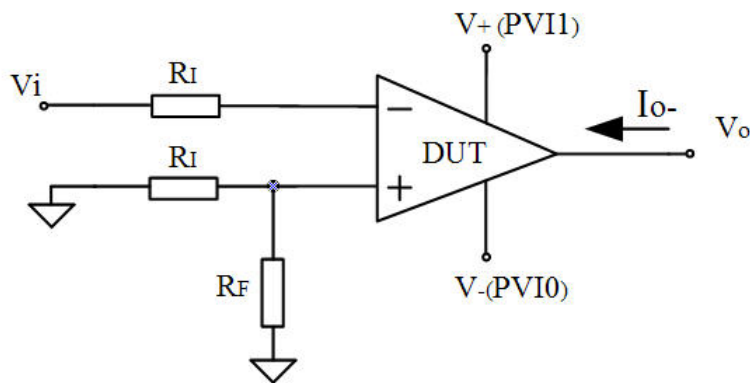 V+(PVI1)
RI
Vi
Io-
Vo
−
DUT
RI
+
RF
V-(PVI0)